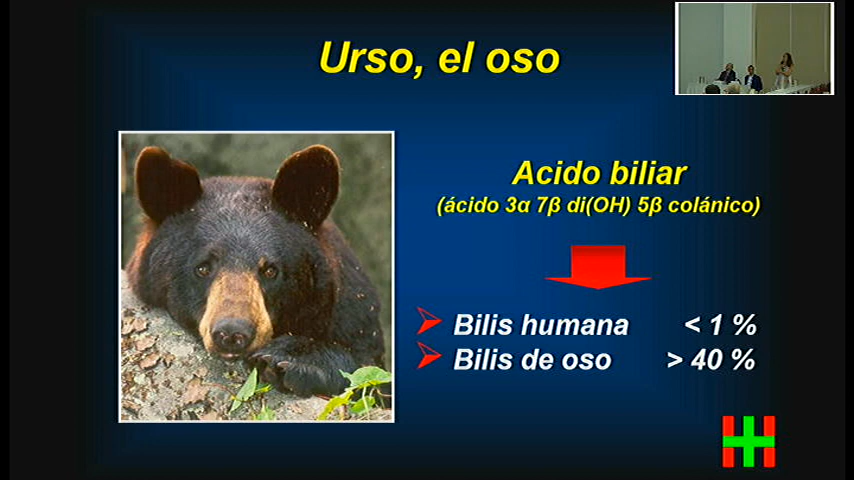 Urso, el oso
Acido biliar
(ácido 3α 7β di(OH) 5β colánico)
Bilis humana < 1 %
Bilis de oso > 40 %